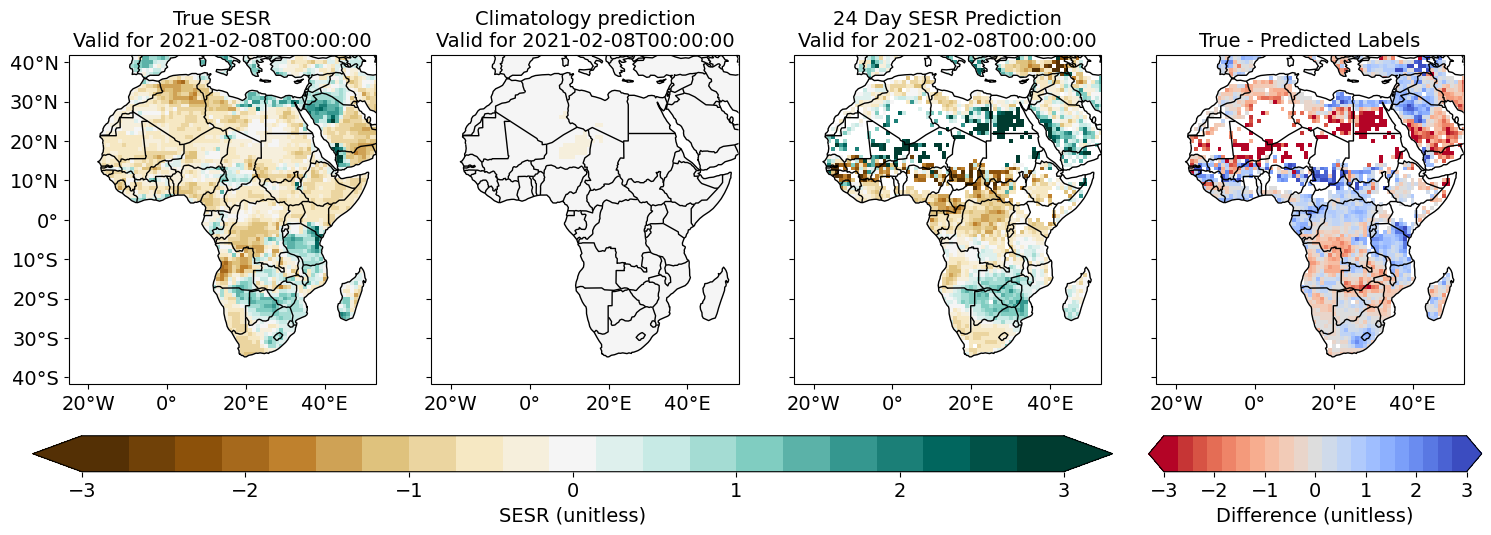 True SESR
Valid for 2021-02-08T00:00:00
Climatology prediction
Valid for 2021-02-08T00:00:00
24 Day SESR Prediction
Valid for 2021-02-08T00:00:00
True - Predicted Labels
40°N
30°N
20°N
10°N
0°
10°S
20°S
30°S
40°S
20°W 0° 20°E 40°E
20°W 0° 20°E 40°E
20°W 0° 20°E 40°E
20°W 0° 20°E 40°E
−3 −2 −1 0 1 2 3
SESR (unitless)
−3 −2 −1 0 1 2 3
Difference (unitless)